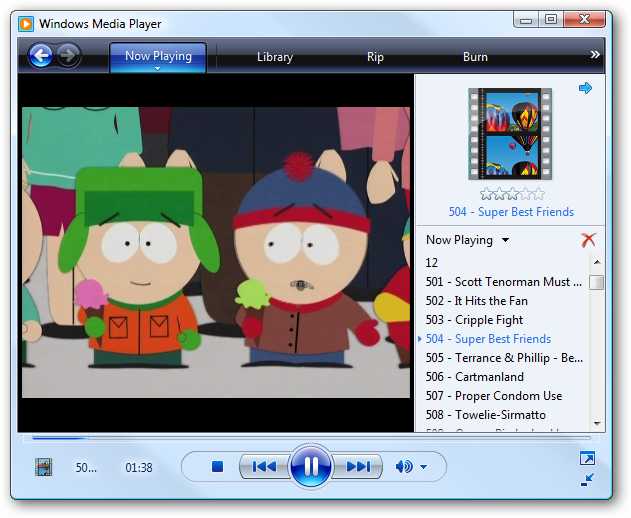 Windows Media Player
Now Playing
Library
Rip
Burn
»
504 - Super Best Friends
Now Playing
12
501 - Scott Tenorman Must ...
502 - It Hits the Fan
503 - Cripple Fight
504 - Super Best Friends
505 - Terrance & Phillip - Be...
506 - Cartmanland
507 - Proper Condom Use
508 - Towelie-Sirmatto
50... 01:38